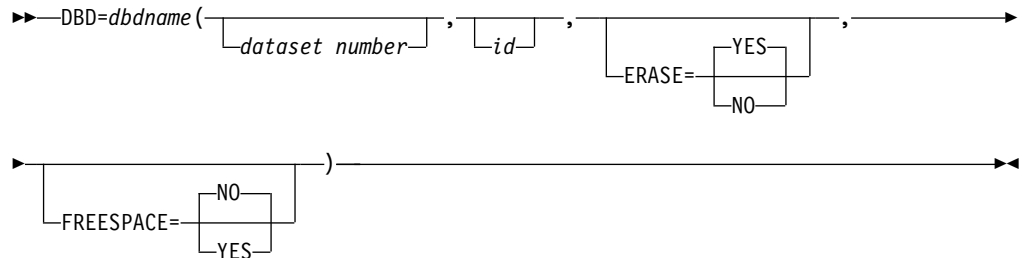 DBD=dbdname( , , ,
dataset number id YES
ERASE=
NO
)
NO
FREESPACE=
YES